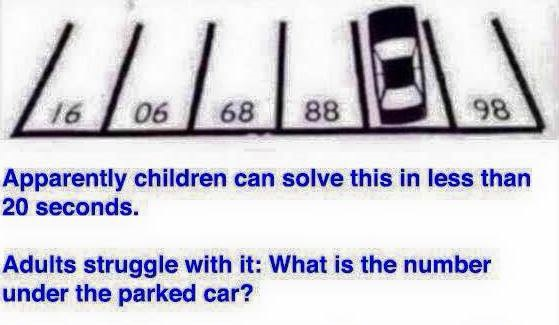 16 06 68 88 98
Apparently children can solve this in less than
20 seconds.
Adults struggle with it: What is the number
under the parked car?